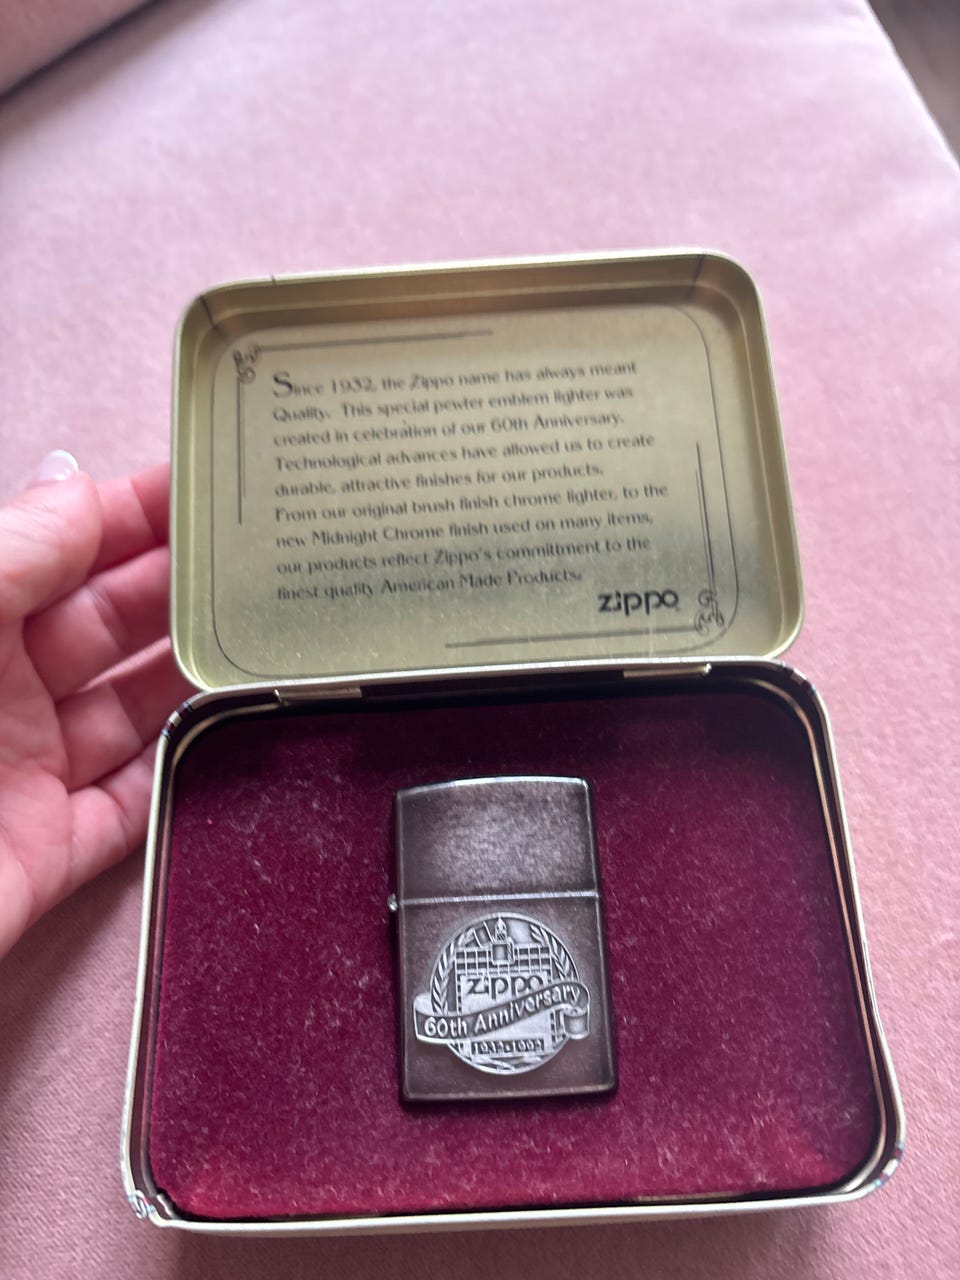 Since 1932, the Zippo name has always meant
Quality. This special pewter emblem lighter was
created in celebration of our 60th Anniversary.
Technological advances have allowed us to create
durable, attractive finishes for our products.
From our original brush finish chrome lighter, to the
new Midnight Chrome finish used on many items,
our products reflect Zippo's committment to the
finest quality American Made Products.
zippo
zippo
60th Anniversary
1932-1992